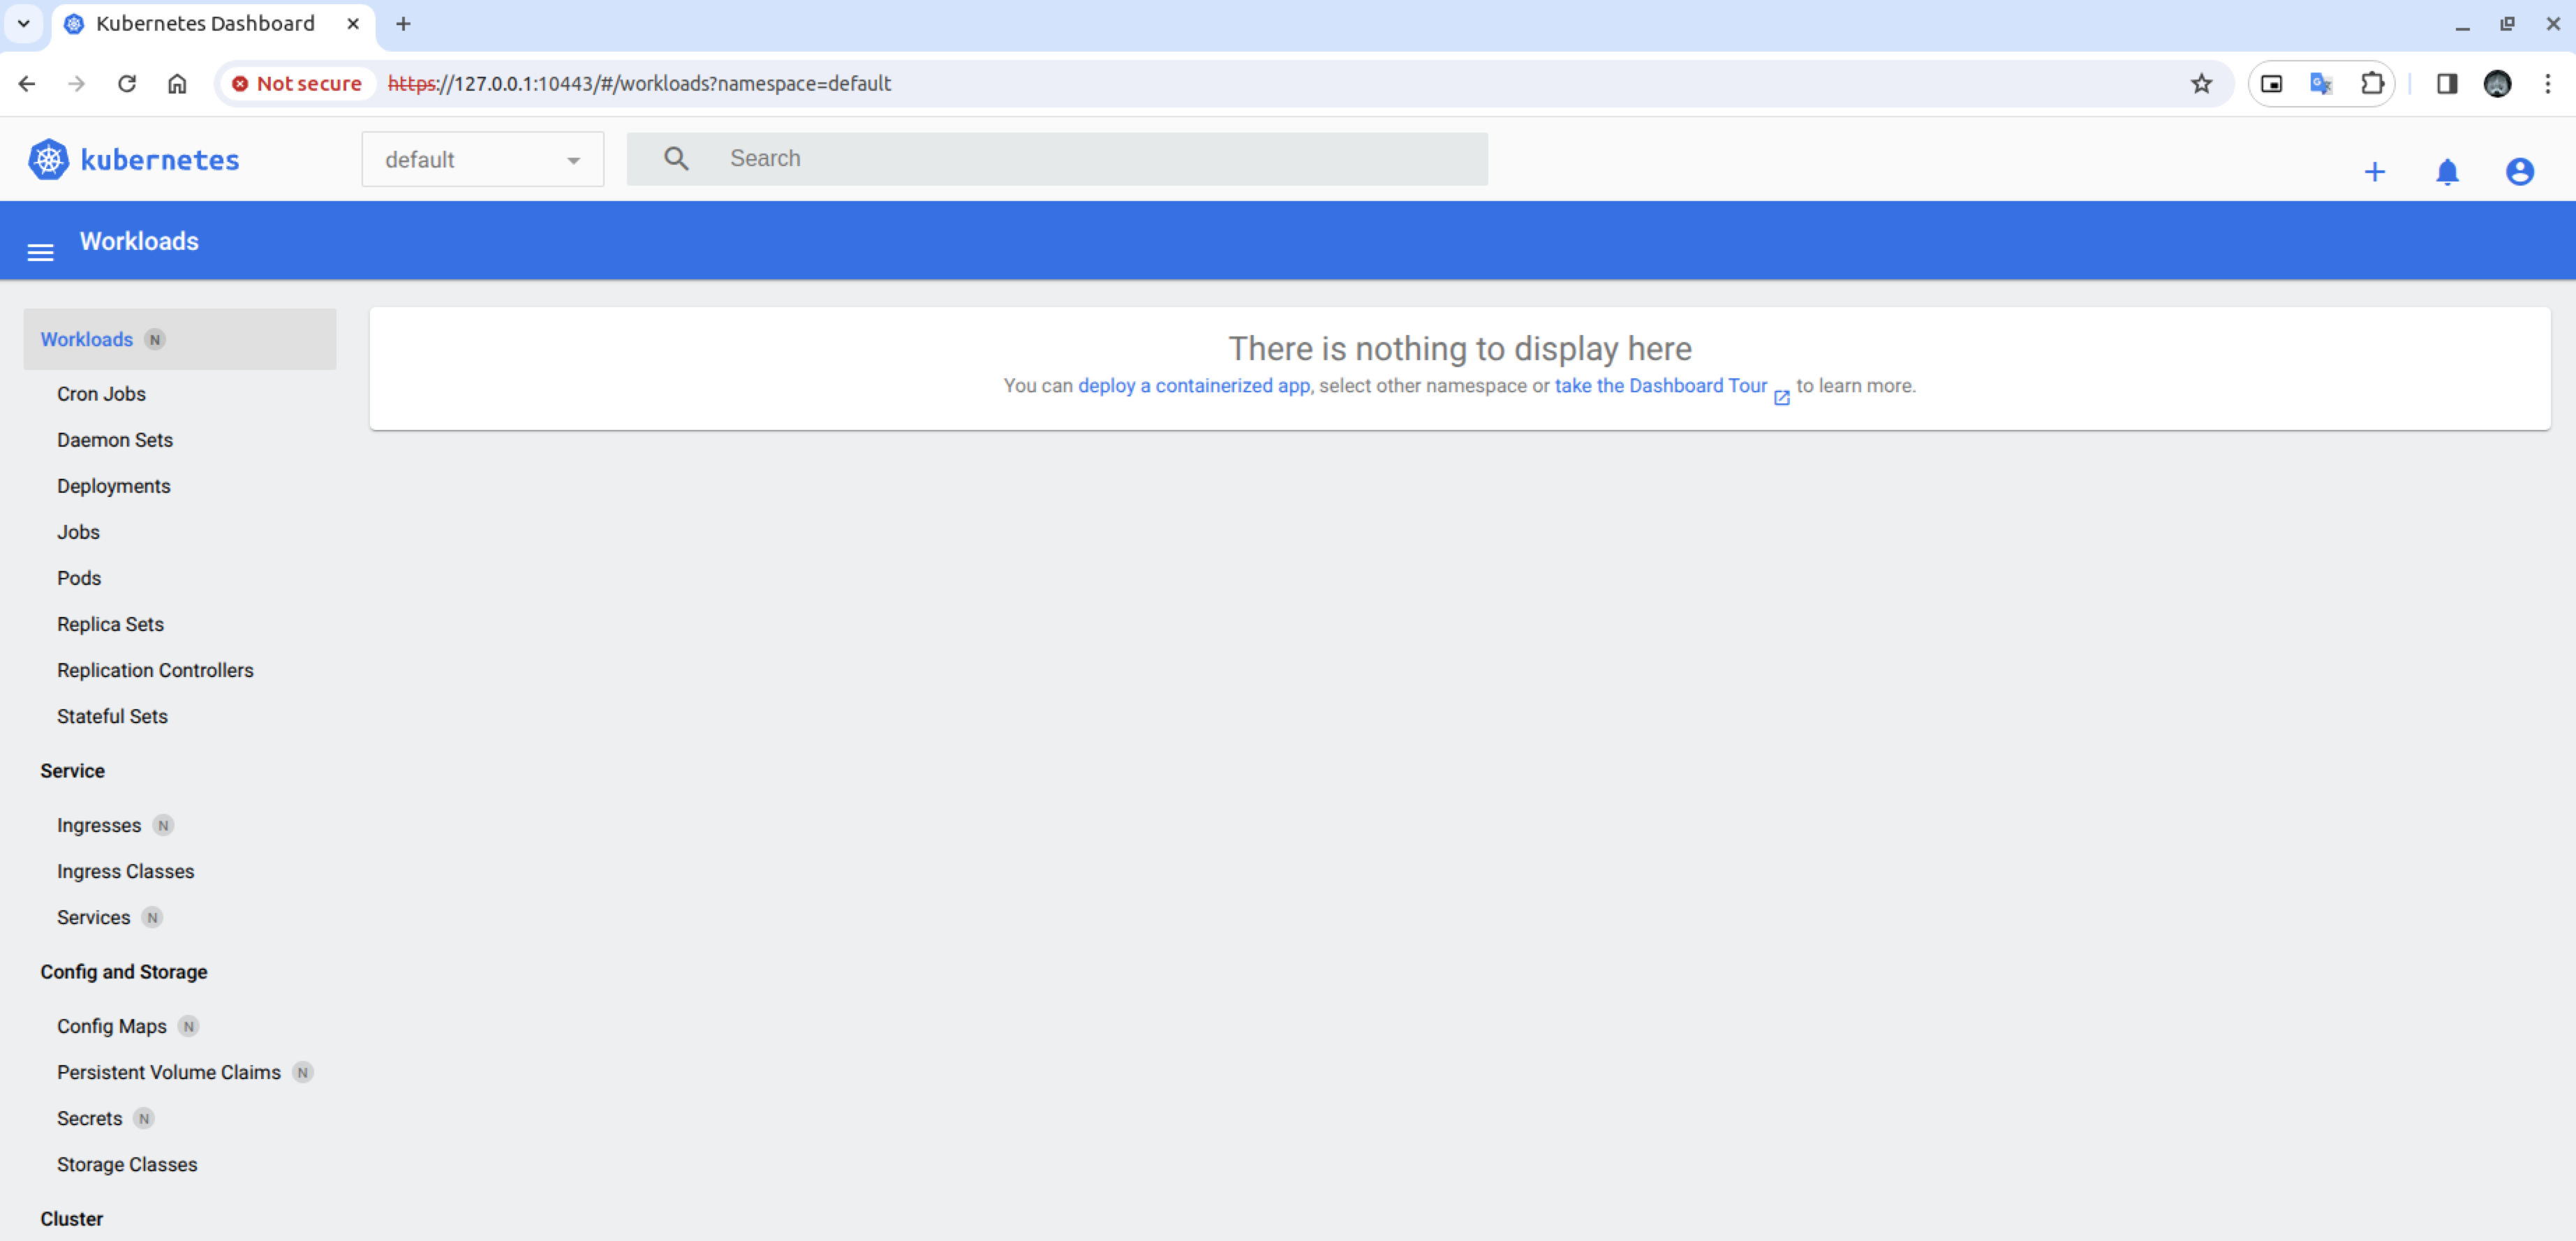 Kubernetes Dashboard
Not secure https://127.0.0.1:10443/#/workloads?namespace=default
kubernetes
default
Search
Workloads
Workloads N
Cron Jobs
Daemon Sets
Deployments
Jobs
Pods
Replica Sets
Replication Controllers
Stateful Sets
Service
Ingresses N
Ingress Classes
Services N
Config and Storage
Config Maps N
Persistent Volume Claims N
Secrets N
Storage Classes
Cluster
There is nothing to display here
You can deploy a containerized app, select other namespace or take the Dashboard Tour to learn more.